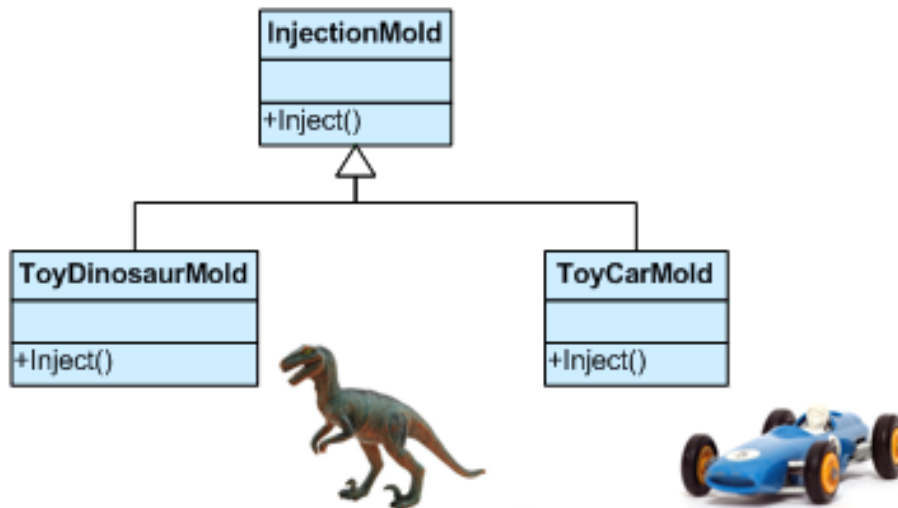 InjectionMold
+Inject()
ToyDinosaurMold
+Inject()
ToyCarMold
+Inject()